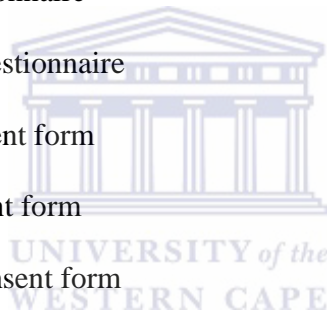 estionnaire
ent form
nt form
nsent form
UNIVERSITY of the
WESTERN CAPE